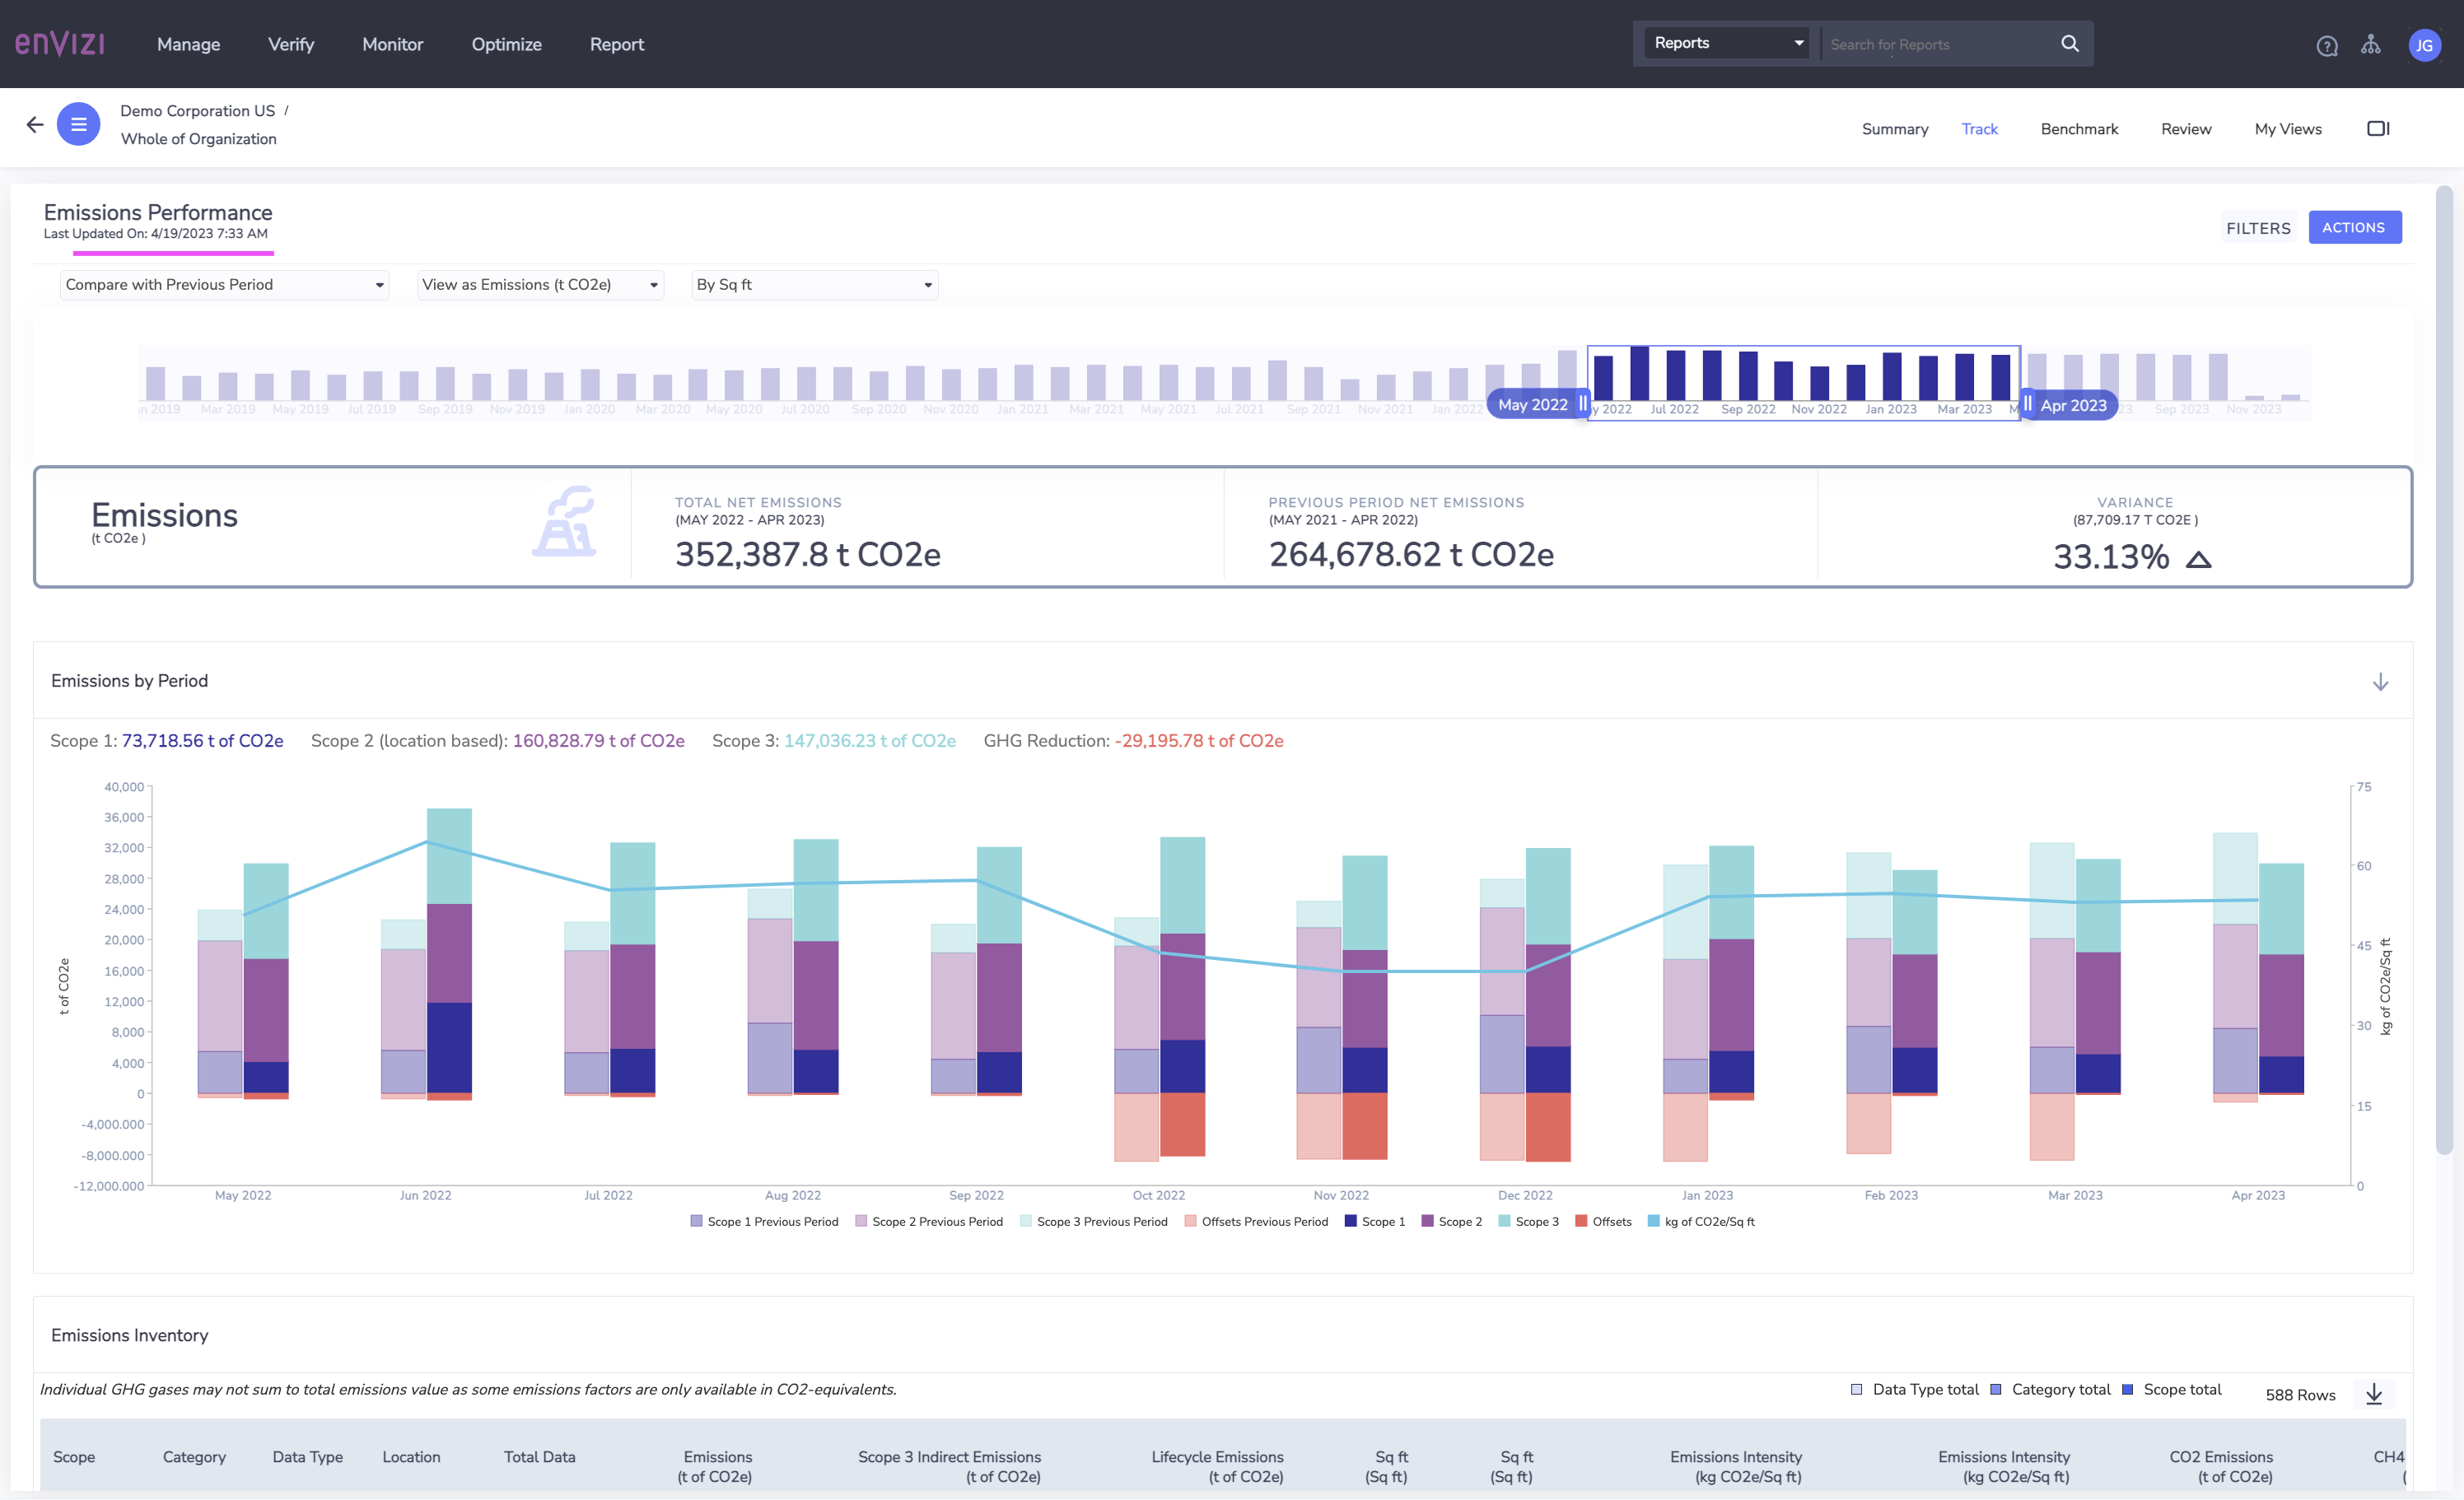 enVIZI
Manage Verify Monitor Optimize Report
Reports Search for Reports
JG
Demo Corporation US /
Whole of Organization
Summary Track Benchmark Review My Views
Emissions Performance
Last Updated On: 4/19/2023 7:33 AM
FILTERS ACTIONS
Compare with Previous Period View as Emissions (t CO2e) By Sq ft
n 2019 Mar 2019 May 2019 Jul 2019 Sep 2019 Nov 2019 Jan 2020 Mar 2020 May 2020 Jul 2020 Sep 2020 Nov 2020 Jan 2021 Mar 2021 May 2021 Jul 2021 Sep 2021 Nov 2021 Jan 2022 May 2022 y 2022 Jul 2022 Sep 2022 Nov 2022 Jan 2023 Mar 2023 Apr 2023 Sep 2023 Nov 2023
Emissions
(t CO2e )
TOTAL NET EMISSIONS
(MAY 2022 - APR 2023)
352,387.8 t CO2e
PREVIOUS PERIOD NET EMISSIONS
(MAY 2021 - APR 2022)
264,678.62 t CO2e
VARIANCE
(87,709.17 T CO2E )
33.13%
Emissions by Period
Scope 1: 73,718.56 t of CO2e Scope 2 (location based): 160,828.79 t of CO2e Scope 3: 147,036.23 t of CO2e GHG Reduction: -29,195.78 t of CO2e
t of CO2e
40,000
36,000
32,000
28,000
24,000
20,000
16,000
12,000
8,000
4,000
0
-4,000.000
-8,000.000
-12,000.000
75
60
45
30
15
0
kg of CO2e/Sq ft
May 2022 Jun 2022 Jul 2022 Aug 2022 Sep 2022 Oct 2022 Nov 2022 Dec 2022 Jan 2023 Feb 2023 Mar 2023 Apr 2023
Scope 1 Previous Period Scope 2 Previous Period Scope 3 Previous Period Offsets Previous Period Scope 1 Scope 2 Scope 3 Offsets kg of CO2e/Sq ft
Emissions Inventory
Individual GHG gases may not sum to total emissions value as some emissions factors are only available in CO2-equivalents.
Data Type total Category total Scope total 588 Rows
Scope Category Data Type Location Total Data Emissions Scope 3 Indirect Emissions Lifecycle Emissions Sq ft Sq ft Emissions Intensity Emissions Intensity CO2 Emissions CH4
(t of CO2e) (t of CO2e) (t of CO2e) (Sq ft) (Sq ft) (kg CO2e/Sq ft) (kg CO2e/Sq ft) (t of CO2e) (